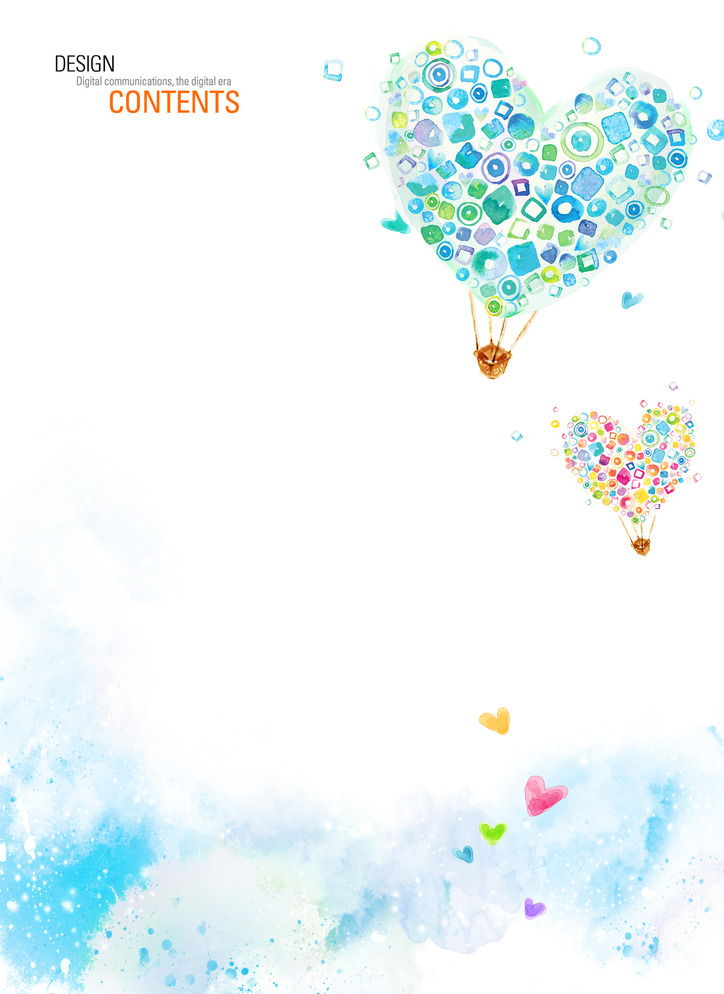 DESIGN
Digital communications, the digital era
CONTENTS